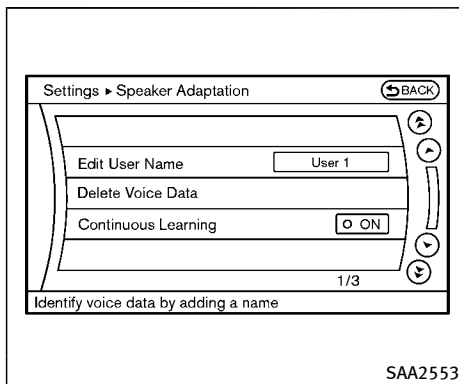 Settings ▸ Speaker Adaptation
BACK
Edit User Name
User 1
Delete Voice Data
Continuous Learning
ON
1/3
Identify voice data by adding a name
SAA2553